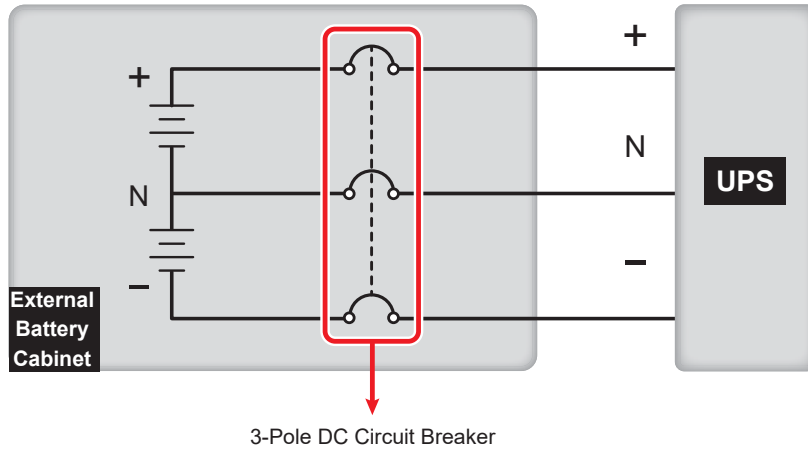 +
+
N
N
UPS
−
−
External
Battery
Cabinet
3-Pole DC Circuit Breaker